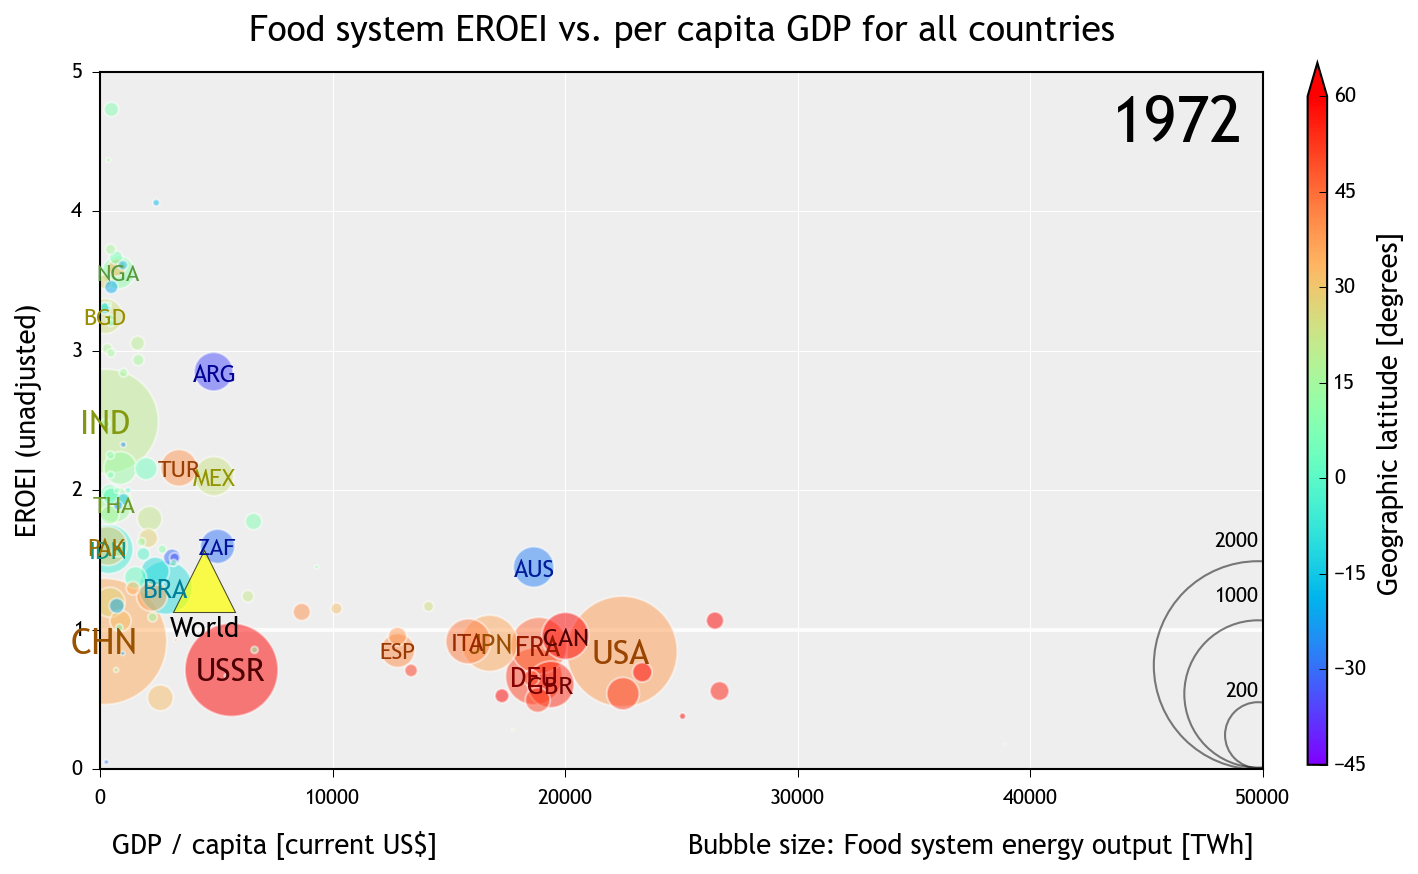 Food system EROEI vs. per capita GDP for all countries
1972
5
4
3
2
1
0
EROEI (unadjusted)
NGA
BGD
ARG
IND
TUR
MEX
THA
PAK
IDN
ZAF
AUS
BRA
World
CHN
USSR
ESP
ITA
JPN
FRA
CAN
USA
DEU
GBR
2000
1000
200
0
10000
20000
30000
40000
50000
GDP / capita [current US$]
Bubble size: Food system energy output [TWh]
60
45
30
15
0
−15
−30
−45
Geographic latitude [degrees]